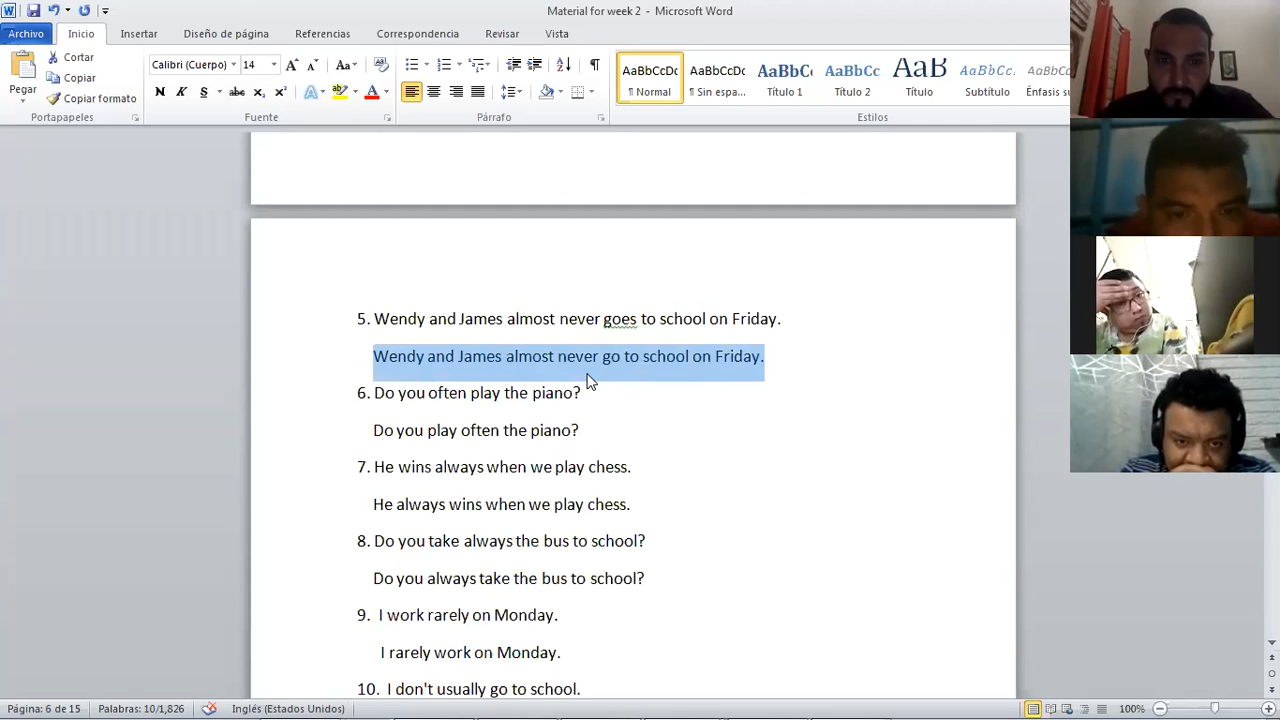 Material for week 2 - Microsoft Word
Archivo Inicio Insertar Diseño de página Referencias Correspondencia Revisar Vista
Pegar
Cortar
Copiar
Copiar formato
Calibri (Cuerpo) 14
AaBbCcDc AaBbCcDc AaBbC AaBbCc AaB AaBbCc. AaBbCcDc
¶ Normal ¶ Sin espa... Título 1 Título 2 Título Subtítulo Énfasis su
Portapapeles Fuente Párrafo Estilos
5. Wendy and James almost never goes to school on Friday.
Wendy and James almost never go to school on Friday.
6. Do you often play the piano?
Do you play often the piano?
7. He wins always when we play chess.
He always wins when we play chess.
8. Do you take always the bus to school?
Do you always take the bus to school?
9. I work rarely on Monday.
I rarely work on Monday.
10. I don't usually go to school.
Página: 6 de 15 Palabras: 10/1,826 Inglés (Estados Unidos) 100%